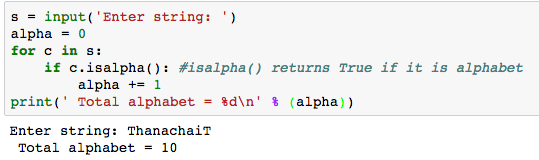 s = input('Enter string: ')
alpha = 0
for c in s:
    if c.isalpha(): #isalpha() returns True if it is alphabet
        alpha += 1
print(' Total alphabet = %d\n' % (alpha))
Enter string: ThanachaiT
 Total alphabet = 10